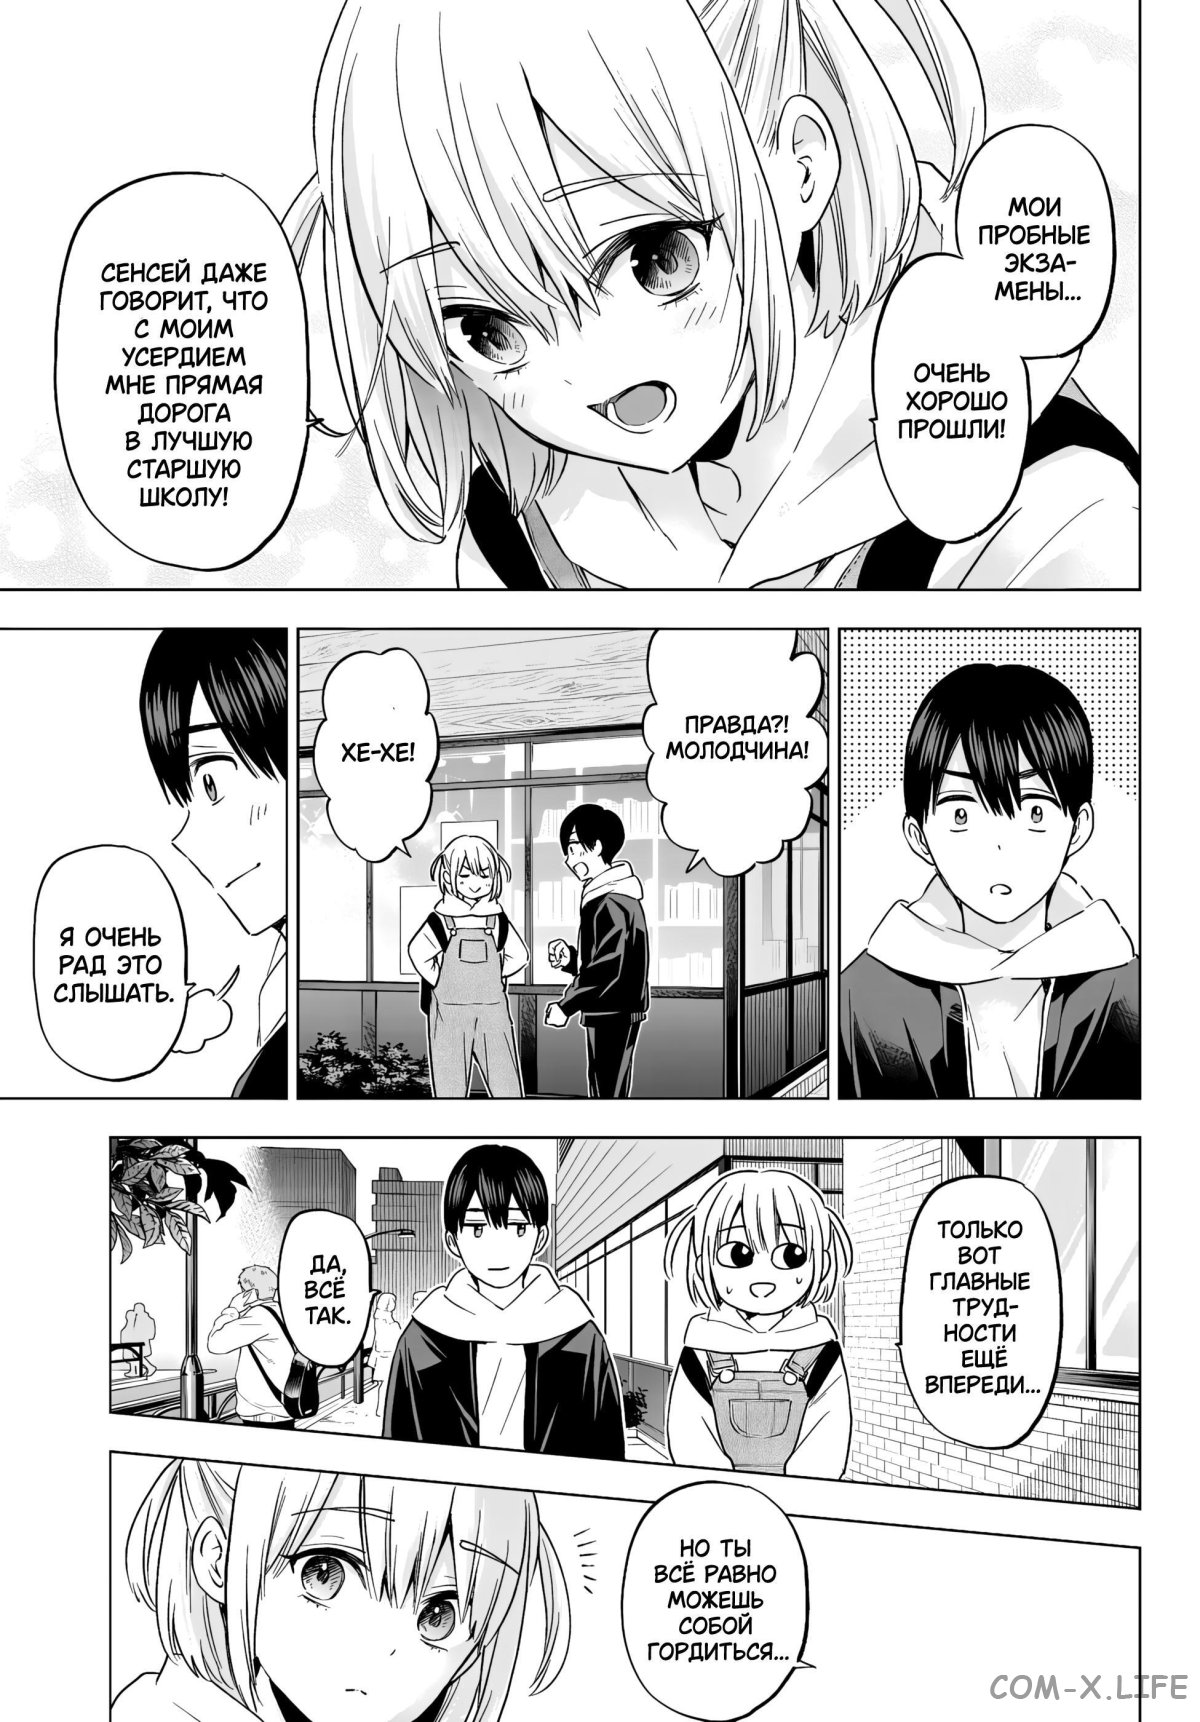 МОИ
ПРОБНЫЕ
ЭКЗА-
МЕНЫ...
ОЧЕНЬ
ХОРОШО
ПРОШЛИ!
СЕНСЕЙ ДАЖЕ
ГОВОРИТ, ЧТО
С МОИМ
УСЕРДИЕМ
МНЕ ПРЯМАЯ
ДОРОГА
В ЛУЧШУЮ
СТАРШУЮ
ШКОЛУ!
ПРАВДА?!
МОЛОДЧИНА!
ХЕ-ХЕ!
Я ОЧЕНЬ
РАД ЭТО
СЛЫШАТЬ.
ТОЛЬКО
ВОТ
ГЛАВНЫЕ
ТРУД-
НОСТИ
ЕЩЁ
ВПЕРЕДИ...
ДА,
ВСЁ
ТАК.
НО ТЫ
ВСЁ РАВНО
МОЖЕШЬ
СОБОЙ
ГОРДИТЬСЯ...
COM-X.LIFE